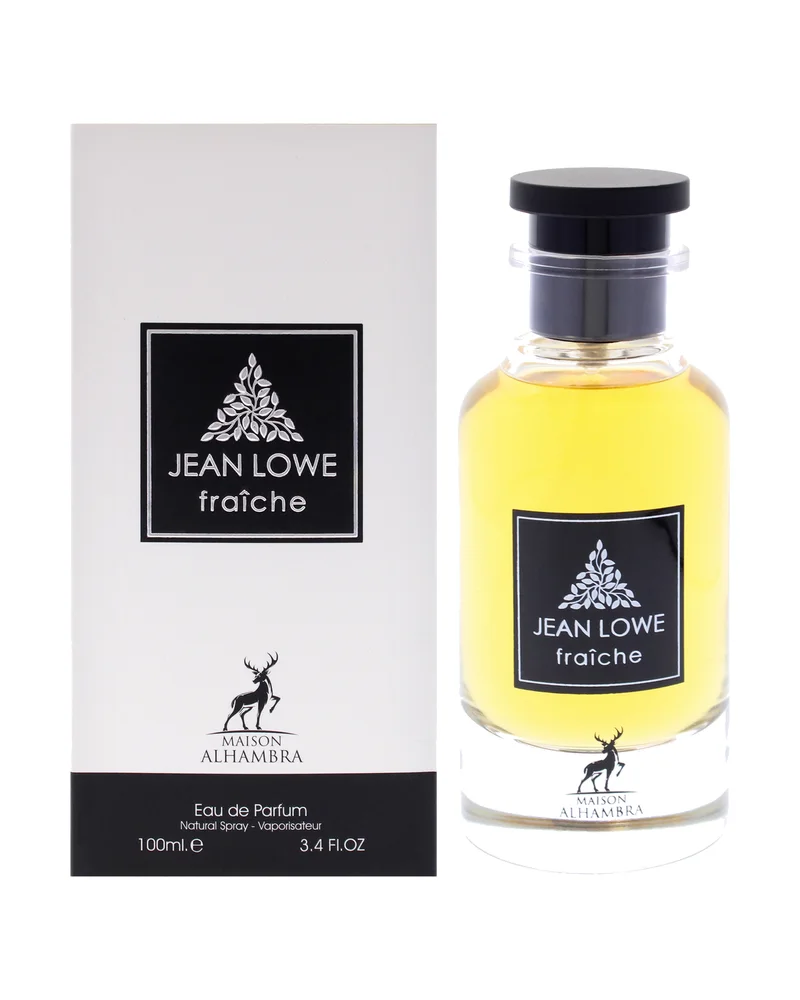 JEAN LOWE
fraîche
MAISON
ALHAMBRA
Eau de Parfum
Natural Spray - Vaporisateur
100ml.℮ 3.4 Fl.OZ
JEAN LOWE
fraîche
MAISON
ALHAMBRA